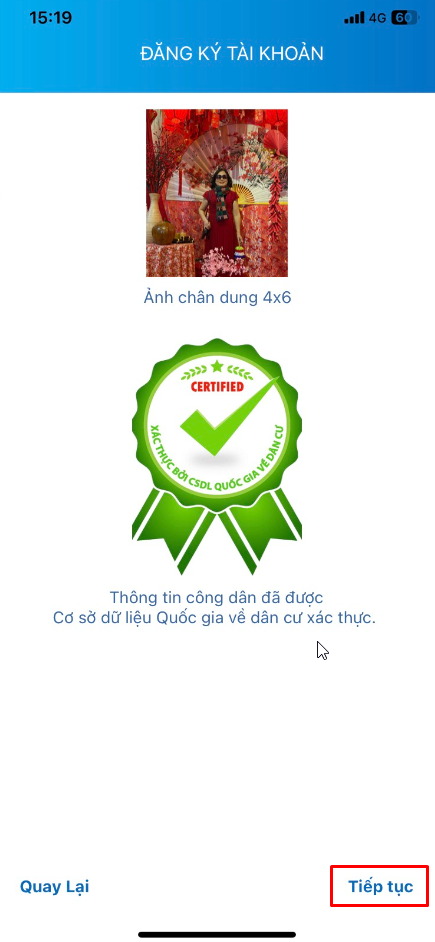 15:19
4G
60
ĐĂNG KÝ TÀI KHOẢN
Ảnh chân dung 4x6
CERTIFIED
XÁC THỰC BỞI CSDL QUỐC GIA VỀ DÂN CƯ
Thông tin công dân đã được
Cơ sở dữ liệu Quốc gia về dân cư xác thực.
Quay Lại
Tiếp tục